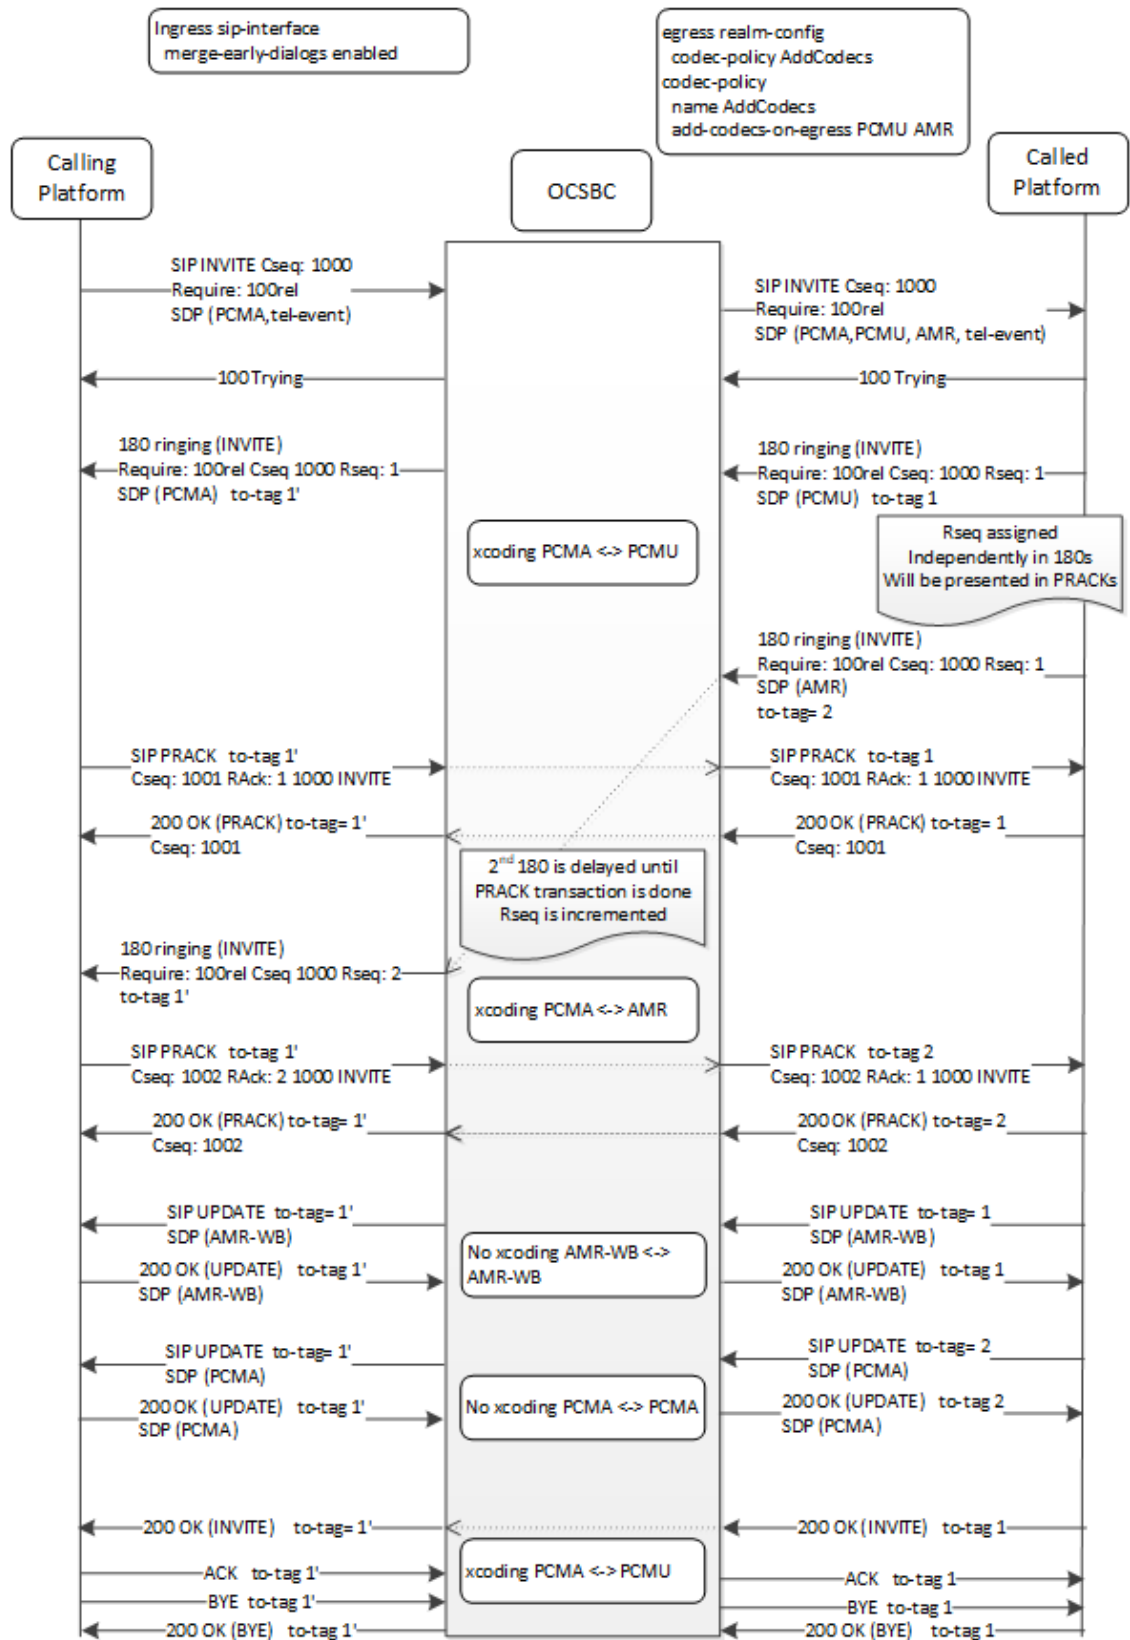 Ingress sip-interface
merge-early-dialogs enabled
egress realm-config
codec-policy AddCodecs
codec-policy
name AddCodecs
add-codecs-on-egress PCMU AMR
Calling
Platform
OCSBC
Called
Platform
SIP INVITE Cseq: 1000
Require: 100rel
SDP (PCMA,tel-event)
SIP INVITE Cseq: 1000
Require: 100rel
SDP (PCMA,PCMU, AMR, tel-event)
100 Trying
100 Trying
180 ringing (INVITE)
Require: 100rel Cseq 1000 Rseq: 1
SDP (PCMA) to-tag 1'
180 ringing (INVITE)
Require: 100rel Cseq: 1000 Rseq: 1
SDP (PCMU) to-tag 1
xcoding PCMA <-> PCMU
Rseq assigned
Independently in 180s
Will be presented in PRACKs
180 ringing (INVITE)
Require: 100rel Cseq: 1000 Rseq: 1
SDP (AMR)
to-tag= 2
SIP PRACK to-tag 1'
Cseq: 1001 RAck: 1 1000 INVITE
SIP PRACK to-tag 1
Cseq: 1001 RAck: 1 1000 INVITE
200 OK (PRACK) to-tag= 1'
Cseq: 1001
200 OK (PRACK) to-tag= 1
Cseq: 1001
2nd 180 is delayed until
PRACK transaction is done
Rseq is incremented
180 ringing (INVITE)
Require: 100rel Cseq 1000 Rseq: 2
to-tag 1'
xcoding PCMA <-> AMR
SIP PRACK to-tag 1'
Cseq: 1002 RAck: 2 1000 INVITE
SIP PRACK to-tag 2
Cseq: 1002 RAck: 1 1000 INVITE
200 OK (PRACK) to-tag= 1'
Cseq: 1002
200 OK (PRACK) to-tag= 2
Cseq: 1002
SIP UPDATE to-tag= 1'
SDP (AMR-WB)
SIP UPDATE to-tag= 1
SDP (AMR-WB)
No xcoding AMR-WB <->
AMR-WB
200 OK (UPDATE) to-tag 1'
SDP (AMR-WB)
200 OK (UPDATE) to-tag 1
SDP (AMR-WB)
SIP UPDATE to-tag= 1'
SDP (PCMA)
SIP UPDATE to-tag= 2
SDP (PCMA)
No xcoding PCMA <-> PCMA
200 OK (UPDATE) to-tag 1'
SDP (PCMA)
200 OK (UPDATE) to-tag 2
SDP (PCMA)
200 OK (INVITE) to-tag= 1'
200 OK (INVITE) to-tag 1
xcoding PCMA <-> PCMU
ACK to-tag 1'
ACK to-tag 1
BYE to-tag 1'
BYE to-tag 1
200 OK (BYE) to-tag 1'
200 OK (BYE) to-tag 1